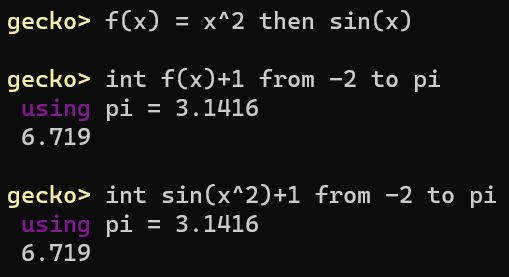 gecko> f(x) = x^2 then sin(x)
gecko> int f(x)+1 from -2 to pi
using pi = 3.1416
6.719
gecko> int sin(x^2)+1 from -2 to pi
using pi = 3.1416
6.719